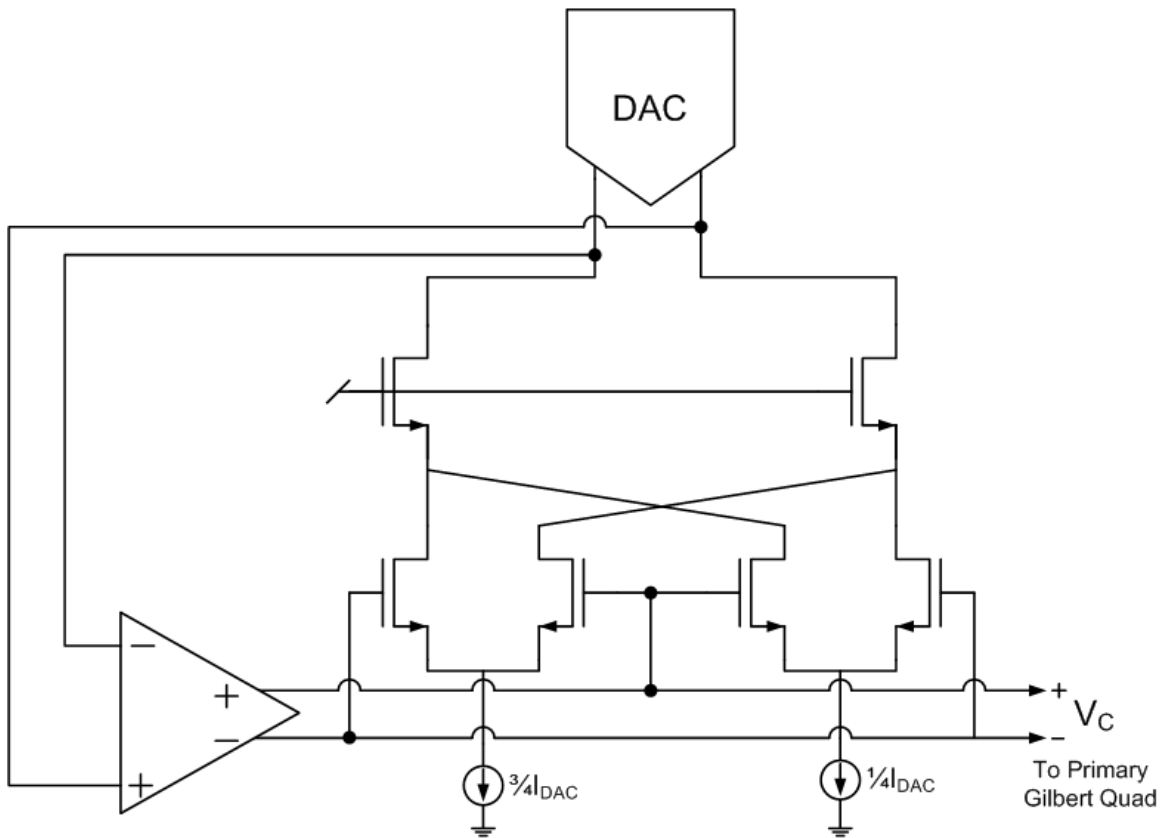 DAC
−
+
−
+
+
V_C
−
¾I_DAC
¼I_DAC
To Primary
Gilbert Quad